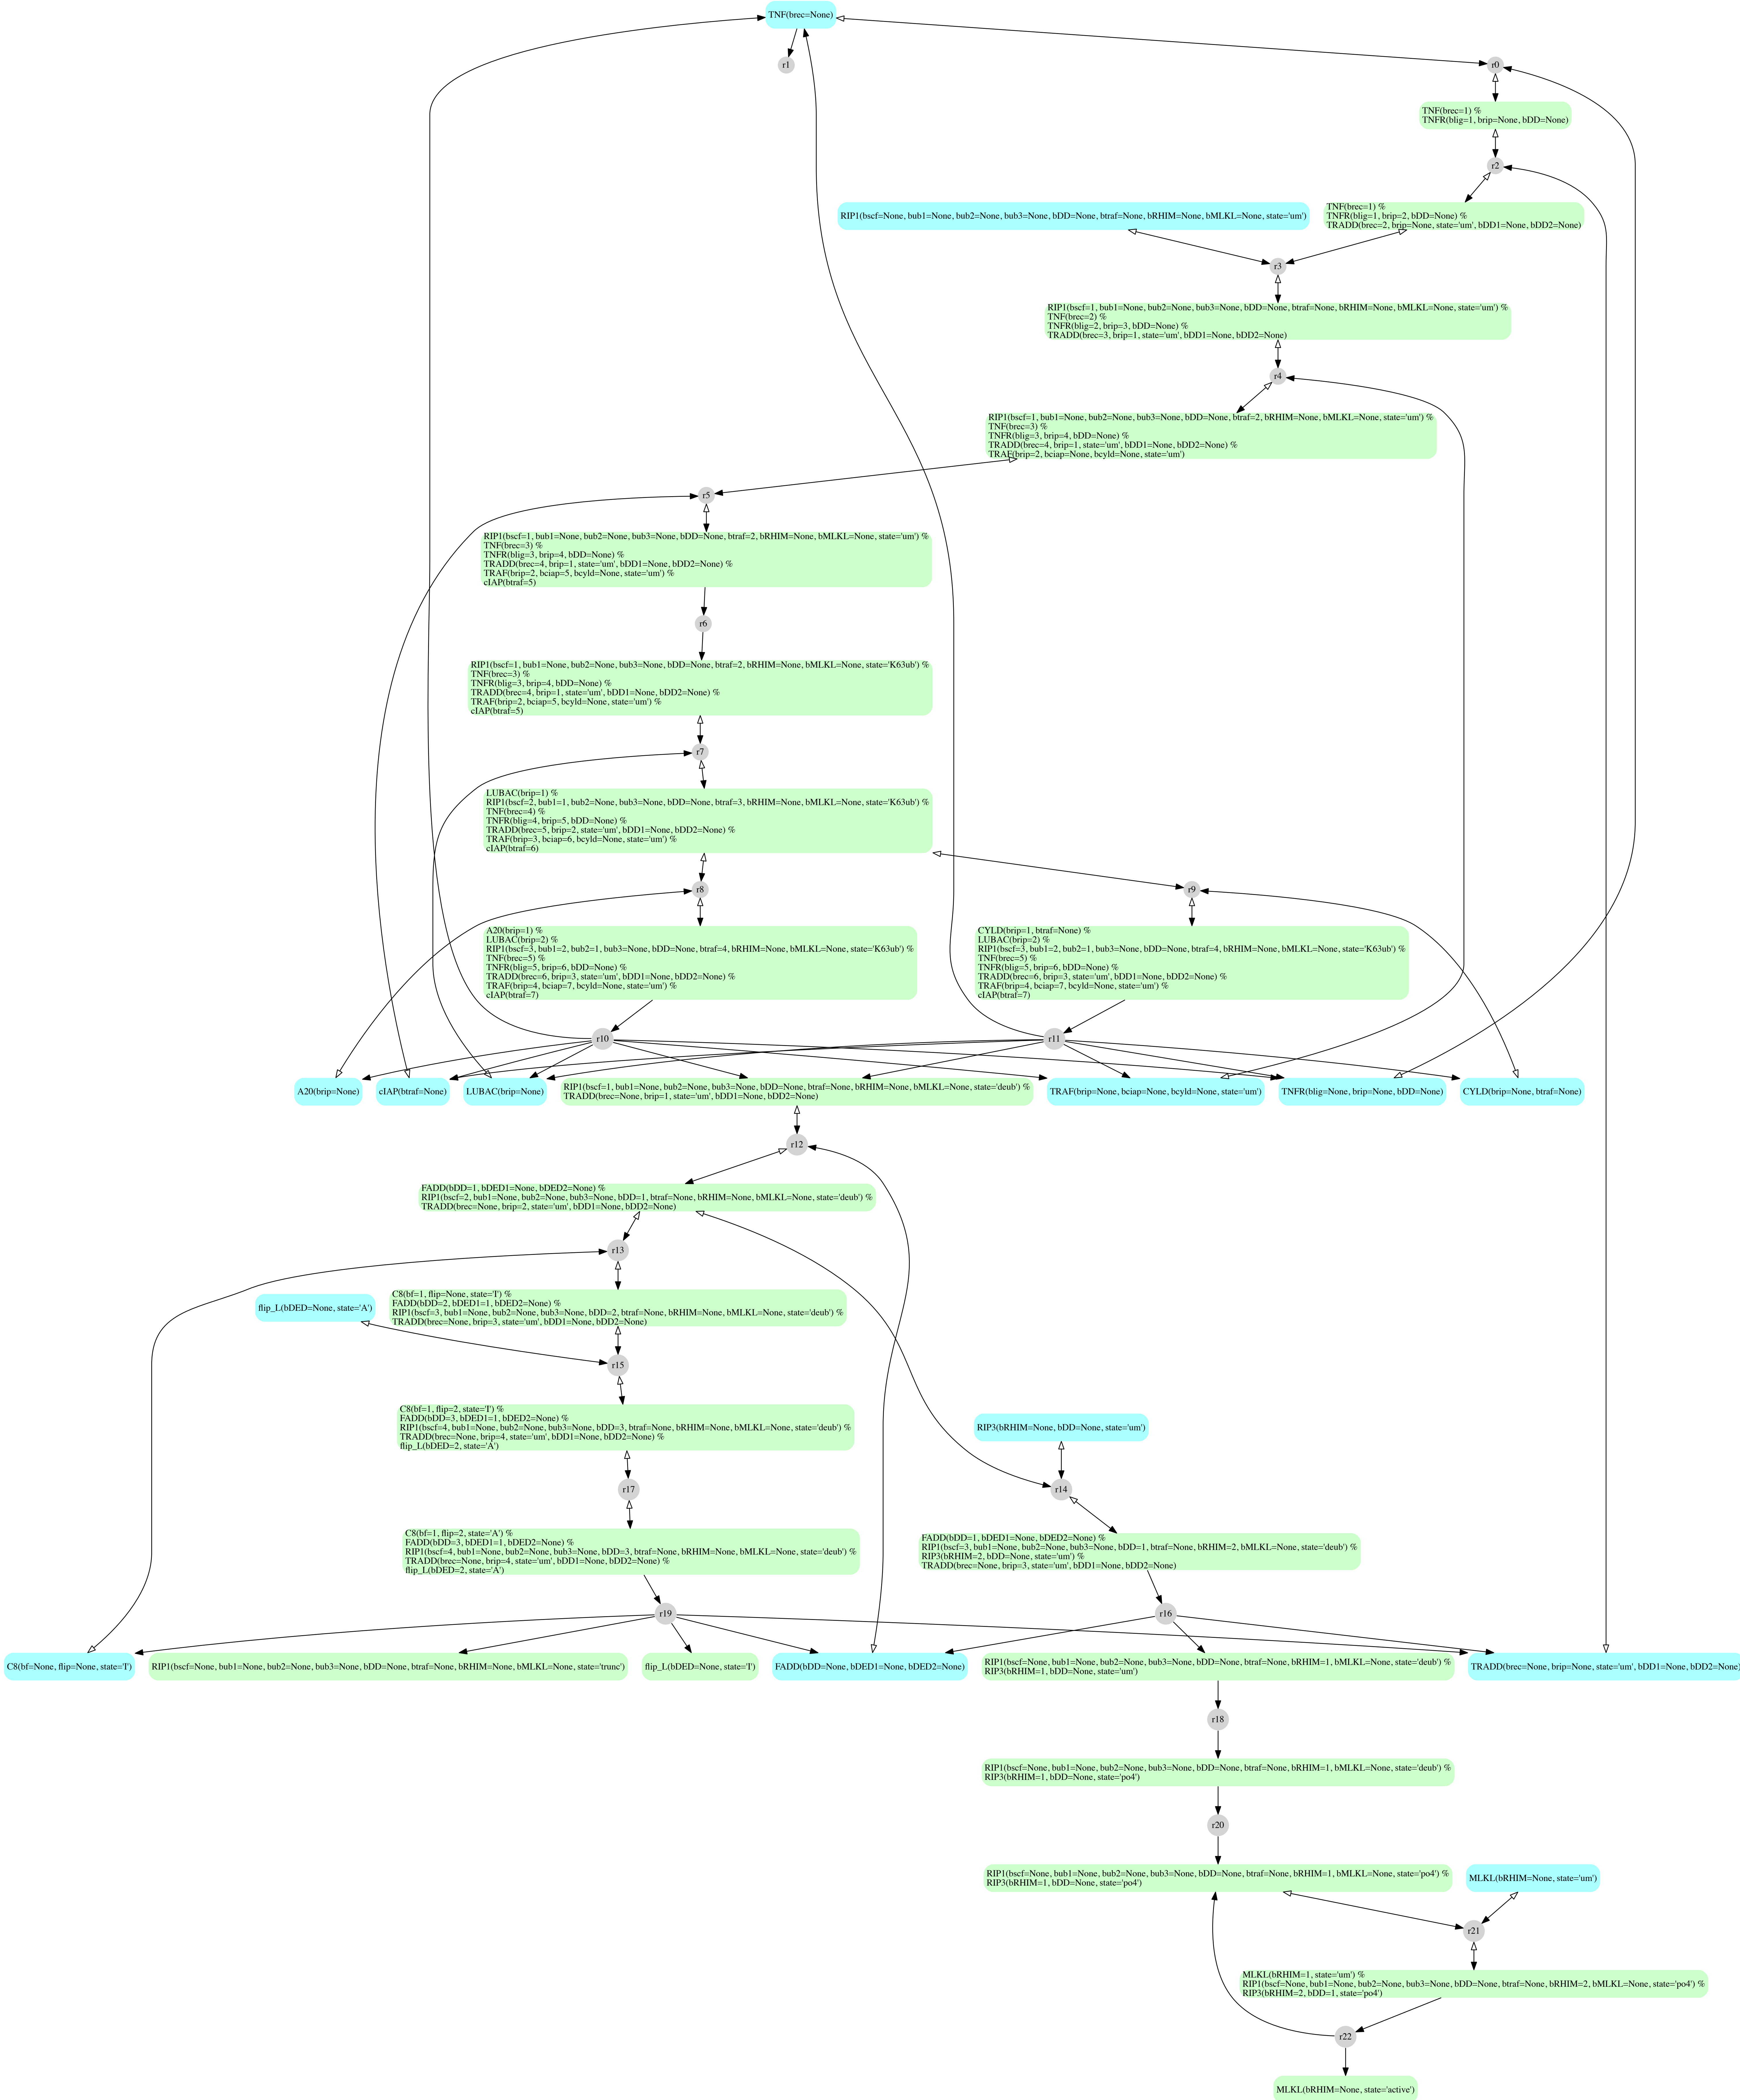 TNF(brec=None)
r1
r0
TNF(brec=1) %
TNFR(blig=1, brip=None, bDD=None)
r2
RIP1(bscf=None, bub1=None, bub2=None, bub3=None, bDD=None, btraf=None, bRHIM=None, bMLKL=None, state='um')
TNF(brec=1) %
TNFR(blig=1, brip=2, bDD=None) %
TRADD(brec=2, brip=None, state='um', bDD1=None, bDD2=None)
r3
RIP1(bscf=1, bub1=None, bub2=None, bub3=None, bDD=None, btraf=None, bRHIM=None, bMLKL=None, state='um') %
TNF(brec=2) %
TNFR(blig=2, brip=3, bDD=None) %
TRADD(brec=3, brip=1, state='um', bDD1=None, bDD2=None)
r4
RIP1(bscf=1, bub1=None, bub2=None, bub3=None, bDD=None, btraf=2, bRHIM=None, bMLKL=None, state='um') %
TNF(brec=3) %
TNFR(blig=3, brip=4, bDD=None) %
TRADD(brec=4, brip=1, state='um', bDD1=None, bDD2=None) %
TRAF(brip=2, bciap=None, bcyld=None, state='um')
r5
RIP1(bscf=1, bub1=None, bub2=None, bub3=None, bDD=None, btraf=2, bRHIM=None, bMLKL=None, state='um') %
TNF(brec=3) %
TNFR(blig=3, brip=4, bDD=None) %
TRADD(brec=4, brip=1, state='um', bDD1=None, bDD2=None) %
TRAF(brip=2, bciap=5, bcyld=None, state='um') %
cIAP(btraf=5)
r6
RIP1(bscf=1, bub1=None, bub2=None, bub3=None, bDD=None, btraf=2, bRHIM=None, bMLKL=None, state='K63ub') %
TNF(brec=3) %
TNFR(blig=3, brip=4, bDD=None) %
TRADD(brec=4, brip=1, state='um', bDD1=None, bDD2=None) %
TRAF(brip=2, bciap=5, bcyld=None, state='um') %
cIAP(btraf=5)
r7
LUBAC(brip=1) %
RIP1(bscf=2, bub1=1, bub2=None, bub3=None, bDD=None, btraf=3, bRHIM=None, bMLKL=None, state='K63ub') %
TNF(brec=4) %
TNFR(blig=4, brip=5, bDD=None) %
TRADD(brec=5, brip=2, state='um', bDD1=None, bDD2=None) %
TRAF(brip=3, bciap=6, bcyld=None, state='um') %
cIAP(btraf=6)
r8
r9
A20(brip=1) %
LUBAC(brip=2) %
RIP1(bscf=3, bub1=2, bub2=1, bub3=None, bDD=None, btraf=4, bRHIM=None, bMLKL=None, state='K63ub') %
TNF(brec=5) %
TNFR(blig=5, brip=6, bDD=None) %
TRADD(brec=6, brip=3, state='um', bDD1=None, bDD2=None) %
TRAF(brip=4, bciap=7, bcyld=None, state='um') %
cIAP(btraf=7)
CYLD(brip=1, btraf=None) %
LUBAC(brip=2) %
RIP1(bscf=3, bub1=2, bub2=1, bub3=None, bDD=None, btraf=4, bRHIM=None, bMLKL=None, state='K63ub') %
TNF(brec=5) %
TNFR(blig=5, brip=6, bDD=None) %
TRADD(brec=6, brip=3, state='um', bDD1=None, bDD2=None) %
TRAF(brip=4, bciap=7, bcyld=None, state='um') %
cIAP(btraf=7)
r10
r11
A20(brip=None)
cIAP(btraf=None)
LUBAC(brip=None)
RIP1(bscf=1, bub1=None, bub2=None, bub3=None, bDD=None, btraf=None, bRHIM=None, bMLKL=None, state='deub') %
TRADD(brec=None, brip=1, state='um', bDD1=None, bDD2=None)
TRAF(brip=None, bciap=None, bcyld=None, state='um')
TNFR(blig=None, brip=None, bDD=None)
CYLD(brip=None, btraf=None)
r12
FADD(bDD=1, bDED1=None, bDED2=None) %
RIP1(bscf=2, bub1=None, bub2=None, bub3=None, bDD=1, btraf=None, bRHIM=None, bMLKL=None, state='deub') %
TRADD(brec=None, brip=2, state='um', bDD1=None, bDD2=None)
r13
flip_L(bDED=None, state='A')
C8(bf=1, flip=None, state='I') %
FADD(bDD=2, bDED1=1, bDED2=None) %
RIP1(bscf=3, bub1=None, bub2=None, bub3=None, bDD=2, btraf=None, bRHIM=None, bMLKL=None, state='deub') %
TRADD(brec=None, brip=3, state='um', bDD1=None, bDD2=None)
r15
C8(bf=1, flip=2, state='I') %
FADD(bDD=3, bDED1=1, bDED2=None) %
RIP1(bscf=4, bub1=None, bub2=None, bub3=None, bDD=3, btraf=None, bRHIM=None, bMLKL=None, state='deub') %
TRADD(brec=None, brip=4, state='um', bDD1=None, bDD2=None) %
flip_L(bDED=2, state='A')
RIP3(bRHIM=None, bDD=None, state='um')
r17
r14
C8(bf=1, flip=2, state='A') %
FADD(bDD=3, bDED1=1, bDED2=None) %
RIP1(bscf=4, bub1=None, bub2=None, bub3=None, bDD=3, btraf=None, bRHIM=None, bMLKL=None, state='deub') %
TRADD(brec=None, brip=4, state='um', bDD1=None, bDD2=None) %
flip_L(bDED=2, state='A')
FADD(bDD=1, bDED1=None, bDED2=None) %
RIP1(bscf=3, bub1=None, bub2=None, bub3=None, bDD=1, btraf=None, bRHIM=2, bMLKL=None, state='deub') %
RIP3(bRHIM=2, bDD=None, state='um') %
TRADD(brec=None, brip=3, state='um', bDD1=None, bDD2=None)
r19
r16
C8(bf=None, flip=None, state='I')
RIP1(bscf=None, bub1=None, bub2=None, bub3=None, bDD=None, btraf=None, bRHIM=None, bMLKL=None, state='trunc')
flip_L(bDED=None, state='I')
FADD(bDD=None, bDED1=None, bDED2=None)
RIP1(bscf=None, bub1=None, bub2=None, bub3=None, bDD=None, btraf=None, bRHIM=1, bMLKL=None, state='deub') %
RIP3(bRHIM=1, bDD=None, state='um')
TRADD(brec=None, brip=None, state='um', bDD1=None, bDD2=None)
r18
RIP1(bscf=None, bub1=None, bub2=None, bub3=None, bDD=None, btraf=None, bRHIM=1, bMLKL=None, state='deub') %
RIP3(bRHIM=1, bDD=None, state='po4')
r20
RIP1(bscf=None, bub1=None, bub2=None, bub3=None, bDD=None, btraf=None, bRHIM=1, bMLKL=None, state='po4') %
RIP3(bRHIM=1, bDD=None, state='po4')
MLKL(bRHIM=None, state='um')
r21
MLKL(bRHIM=1, state='um') %
RIP1(bscf=None, bub1=None, bub2=None, bub3=None, bDD=None, btraf=None, bRHIM=2, bMLKL=None, state='po4') %
RIP3(bRHIM=2, bDD=1, state='po4')
r22
MLKL(bRHIM=None, state='active')